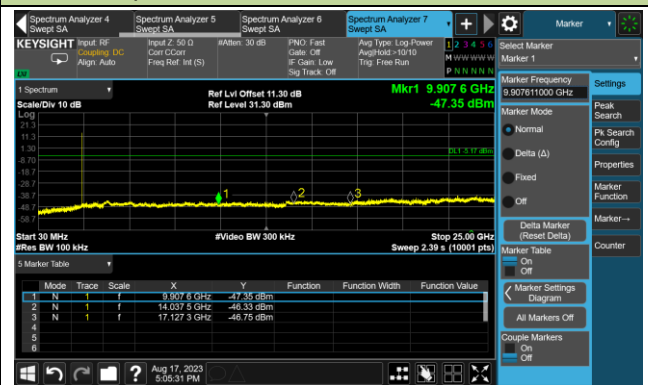 Spectrum Analyzer 4
Swept SA
Spectrum Analyzer 5
Swept SA
Spectrum Analyzer 6
Swept SA
Spectrum Analyzer 7
Swept SA
Marker
KEYSIGHT
Input: RF
Coupling: DC
Align: Auto
Input Z: 50 Ω
Corr CCorr
Freq Ref: Int (S)
#Atten: 30 dB
PNO: Fast
Gate: Off
IF Gain: Low
Sig Track: Off
Avg Type: Log-Power
Avg|Hold:>10/10
Trig: Free Run
1 2 3 4 5 6
M W W W W W
P N N N N N
LXI
Select Marker
Marker 1
Marker Frequency
9.907611000 GHz
Settings
Marker Mode
Normal
Delta (Δ)
Fixed
Off
Peak
Search
Pk Search
Config
Properties
Marker
Function
Marker→
Counter
Delta Marker
(Reset Delta)
Marker Table
On
Off
Marker Settings
Diagram
All Markers Off
Couple Markers
On
Off
1 Spectrum
Scale/Div 10 dB
Ref Lvl Offset 11.30 dB
Ref Level 31.30 dBm
Mkr1 9.907 6 GHz
-47.35 dBm
Log
21.3
11.3
1.30
-8.70
-18.7
-28.7
-38.7
-48.7
-58.7
DL1 -5.17 dBm
1
2
3
Start 30 MHz
#Res BW 100 kHz
#Video BW 300 kHz
Stop 25.00 GHz
Sweep 2.39 s (10001 pts)
5 Marker Table
Mode Trace Scale X Y Function Function Width Function Value
1 N 1 f 9.907 6 GHz -47.35 dBm
2 N 1 f 14.037 5 GHz -46.33 dBm
3 N 1 f 17.127 3 GHz -46.75 dBm
4
5
6
?
Aug 17, 2023
5:05:31 PM